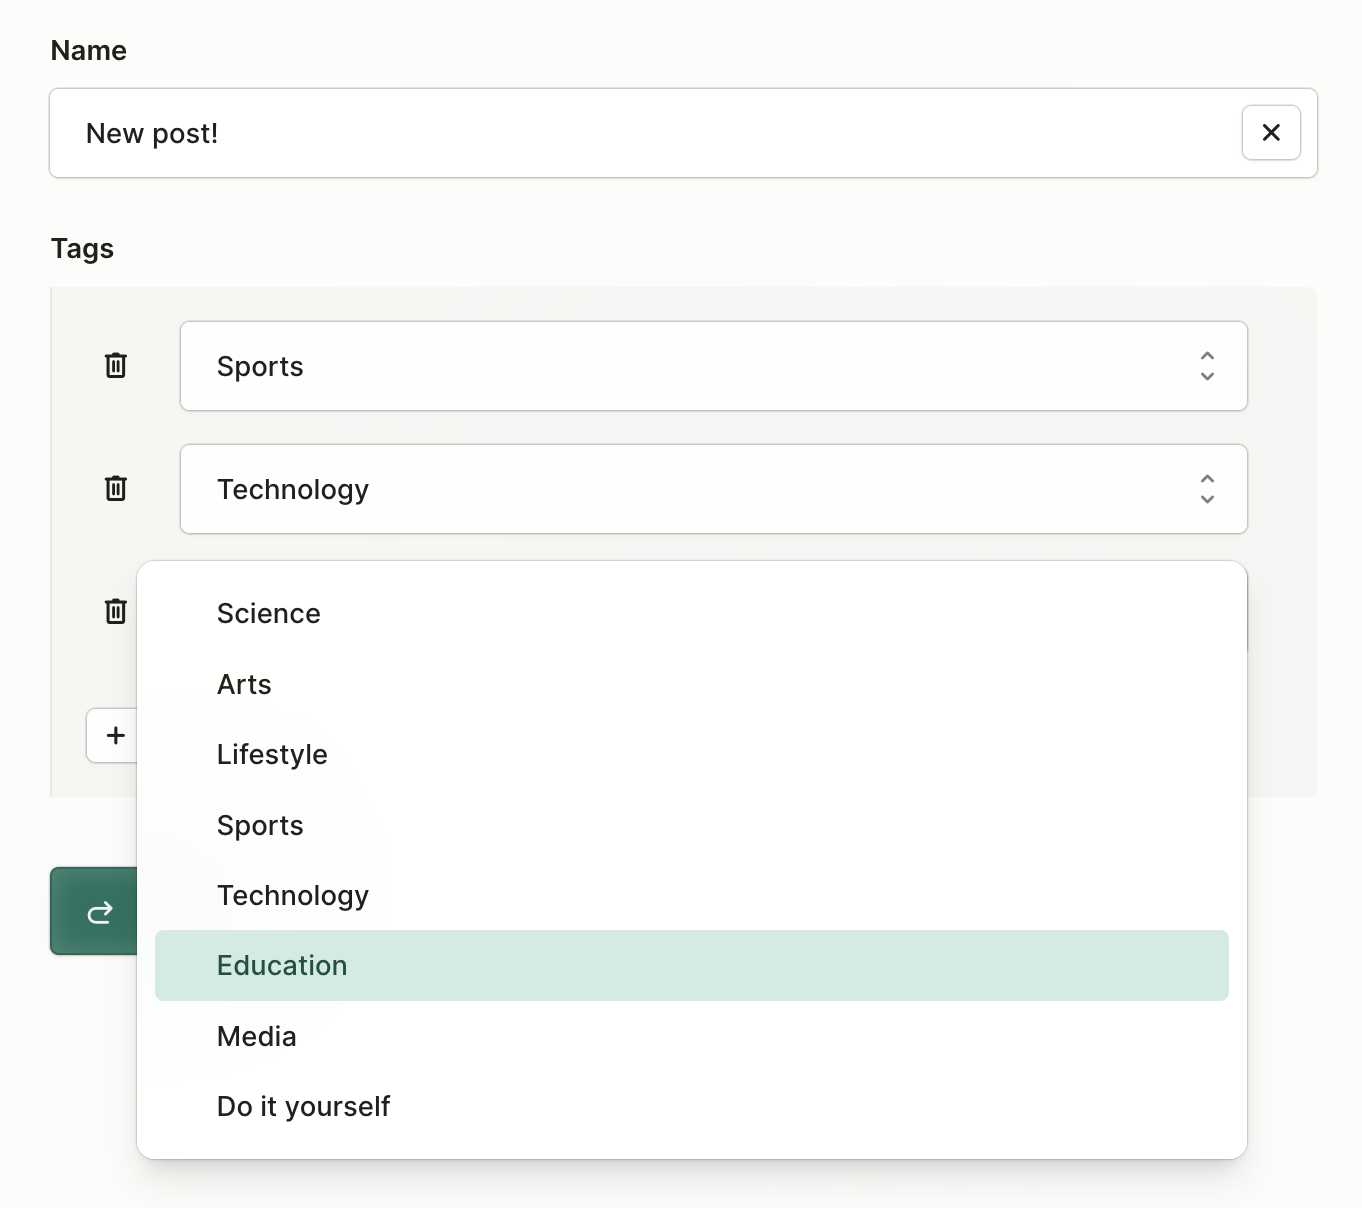 Name
New post!
Tags
Sports
Technology
Science
Arts
Lifestyle
Sports
Technology
Education
Media
Do it yourself